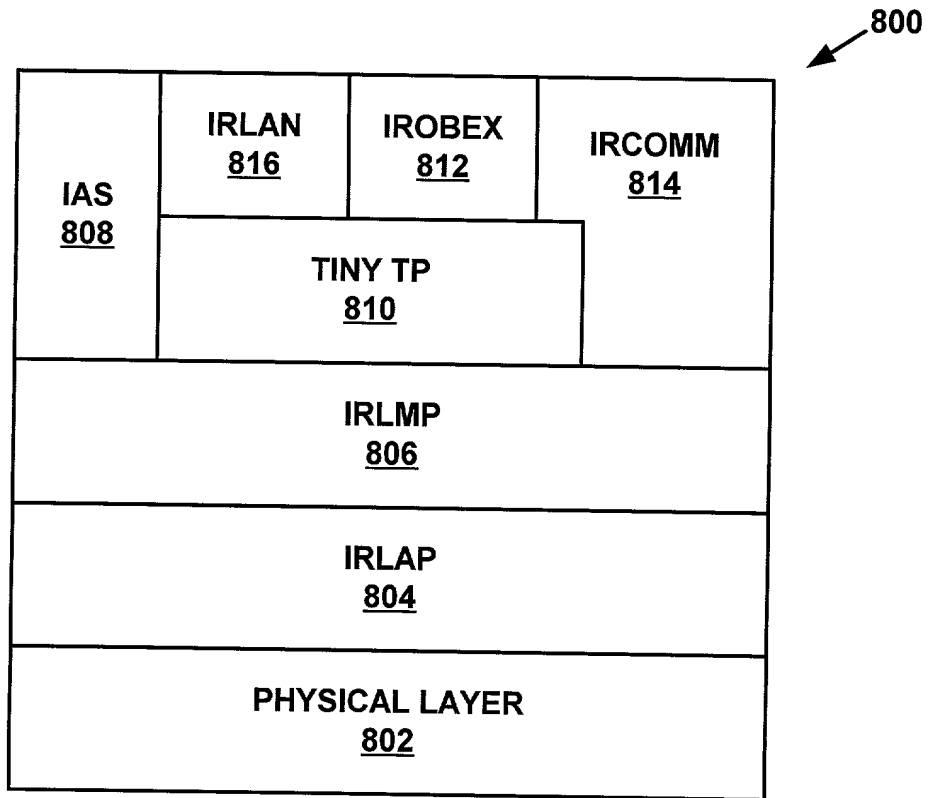 800
IAS
808
IRLAN
816
IROBEX
812
IRCOMM
814
TINY TP
810
IRLMP
806
IRLAP
804
PHYSICAL LAYER
802